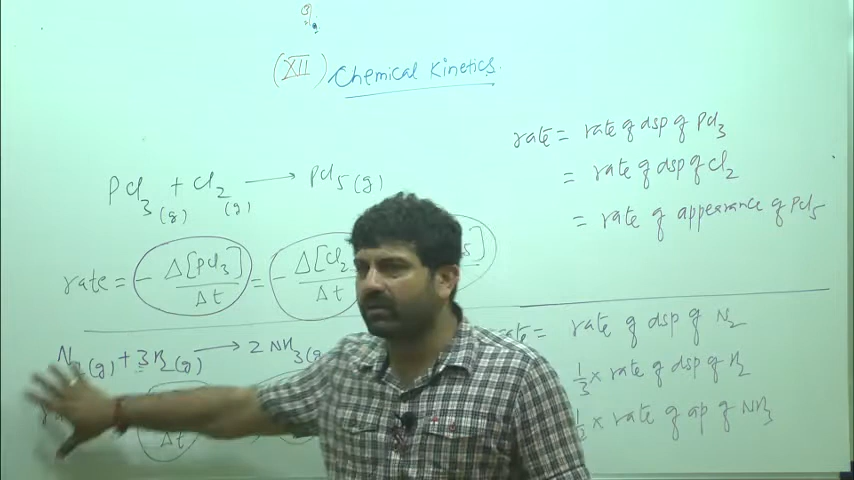 (XII) Chemical Kinetics.
PCl3(g) + Cl2(g) ⟶ PCl5(g)
rate = - Δ[PCl3]/Δt = - Δ[Cl2/Δt
rate = rate of dsp of PCl3
= rate of dsp of Cl2
= rate of appearance of PCl5
N2(g) + 3H2(g) ⟶ 2NH3(g
Δt
rate = rate of dsp of N2
1/3 x rate of dsp of H2
x rate of ap of NH3